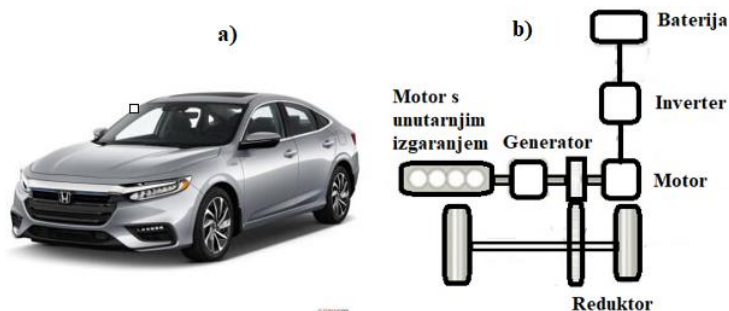 a)
b)
Baterija
Inverter
Motor s
unutarnjim
izgaranjem
Generator
Motor
Reduktor